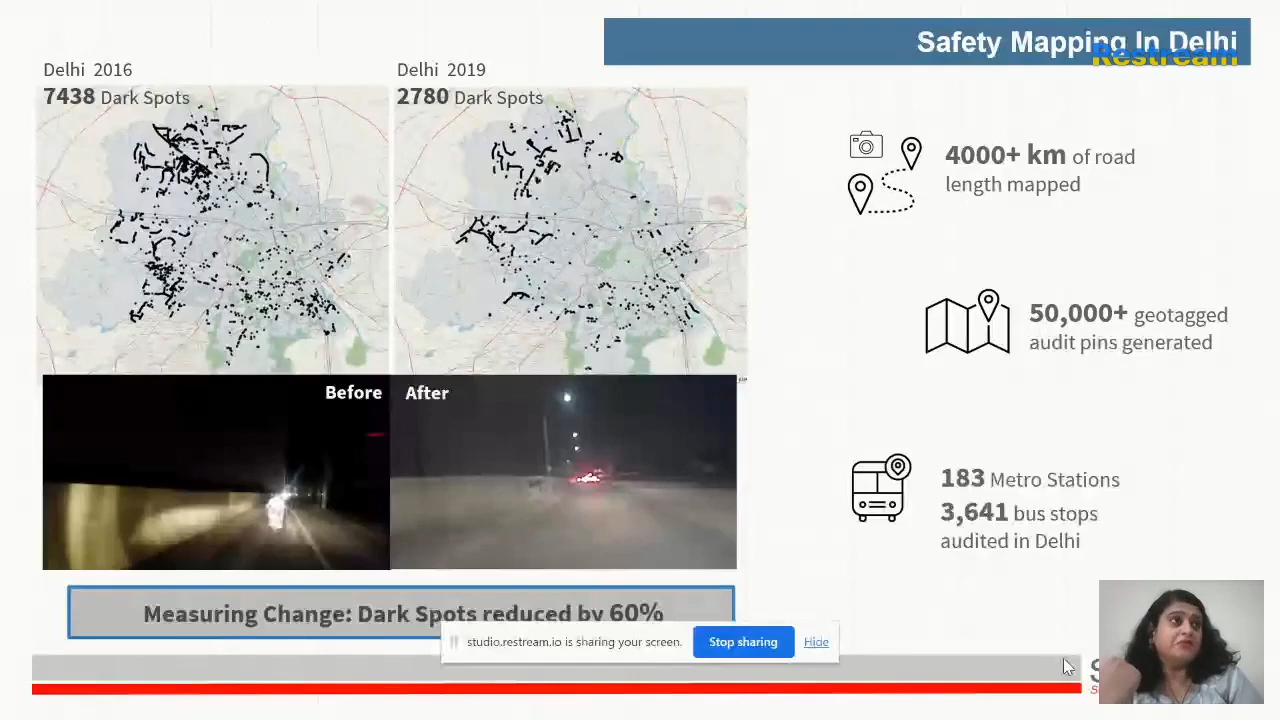 Safety Mapping In Delhi
Restream
Delhi 2016
7438 Dark Spots
Delhi 2019
2780 Dark Spots
4000+ km of road
length mapped
50,000+ geotagged
audit pins generated
Before
After
183 Metro Stations
3,641 bus stops
audited in Delhi
Measuring Change: Dark Spots reduced by 60%
studio.restream.io is sharing your screen.
Stop sharing
Hide